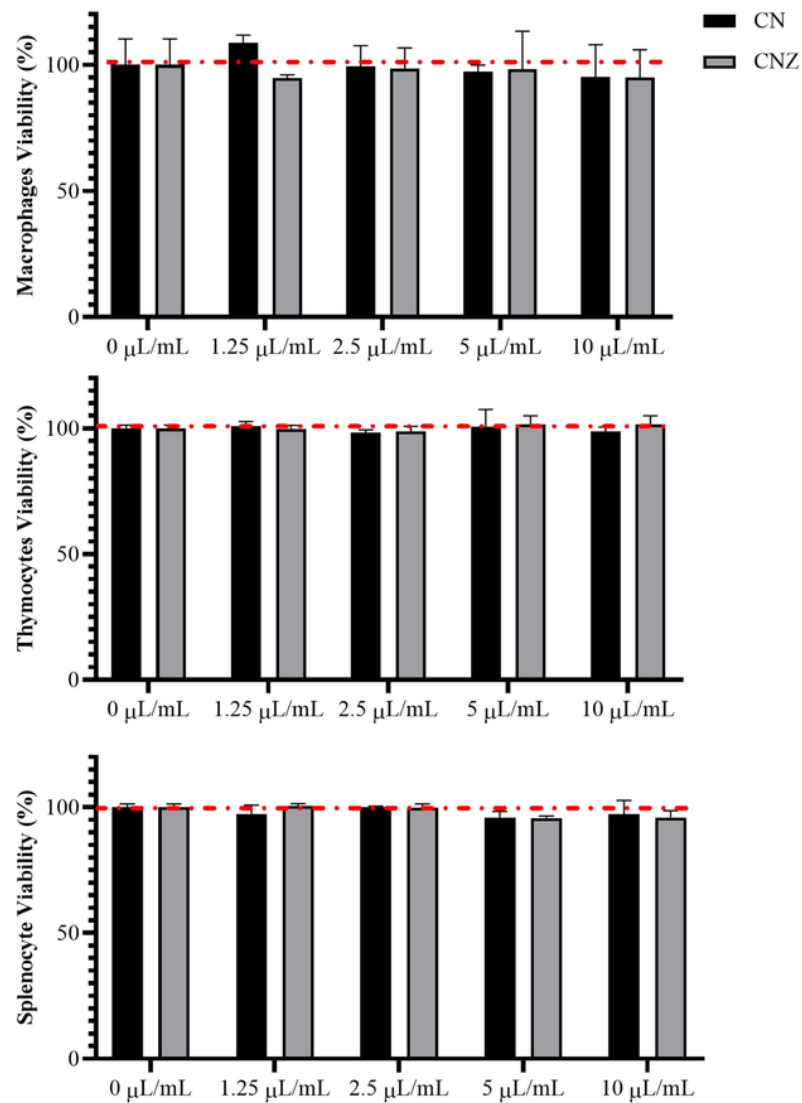 CN
CNZ
Macrophages Viability (%)
100
50
0
0 μL/mL 1.25 μL/mL 2.5 μL/mL 5 μL/mL 10 μL/mL
Thymocytes Viability (%)
100
50
0
0 μL/mL 1.25 μL/mL 2.5 μL/mL 5 μL/mL 10 μL/mL
Splenocyte Viability (%)
100
50
0
0 μL/mL 1.25 μL/mL 2.5 μL/mL 5 μL/mL 10 μL/mL